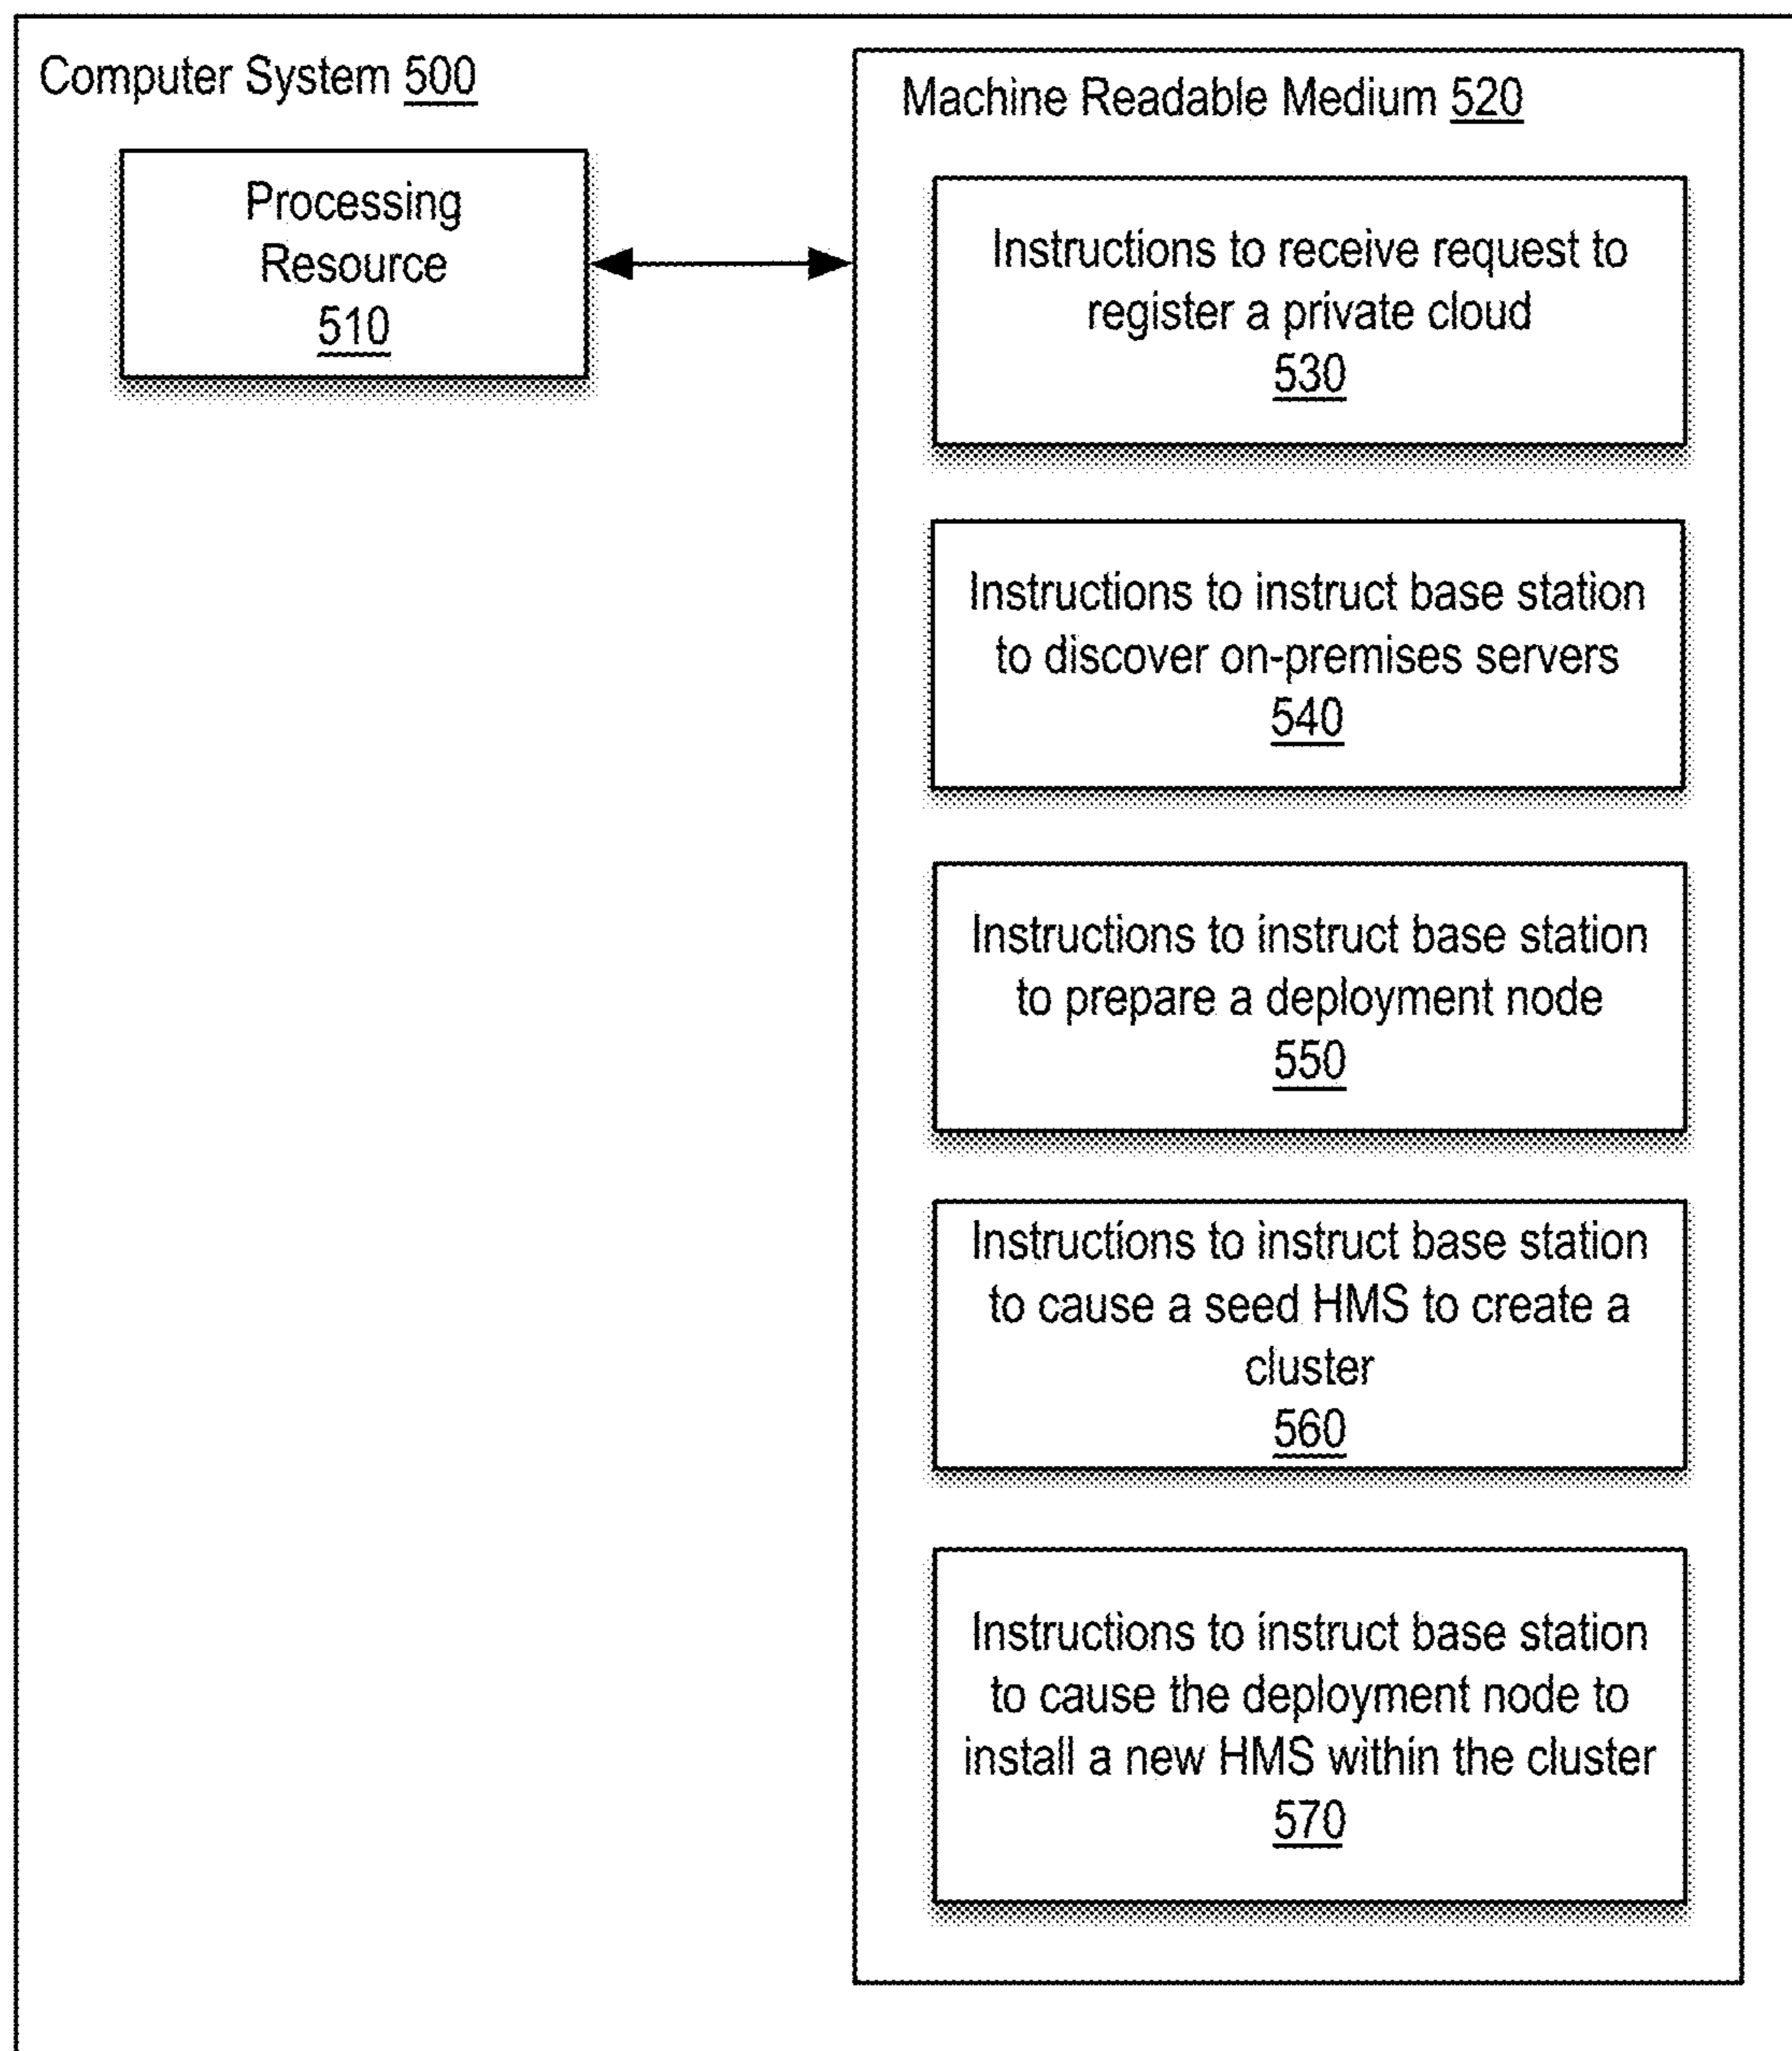 Computer System 500
Processing
Resource
510
Machine Readable Medium 520
Instructions to receive request to
register a private cloud
530
Instructions to instruct base station
to discover on-premises servers
540
Instructions to instruct base station
to prepare a deployment node
550
Instructions to instruct base station
to cause a seed HMS to create a
cluster
560
Instructions to instruct base station
to cause the deployment node to
install a new HMS within the cluster
570